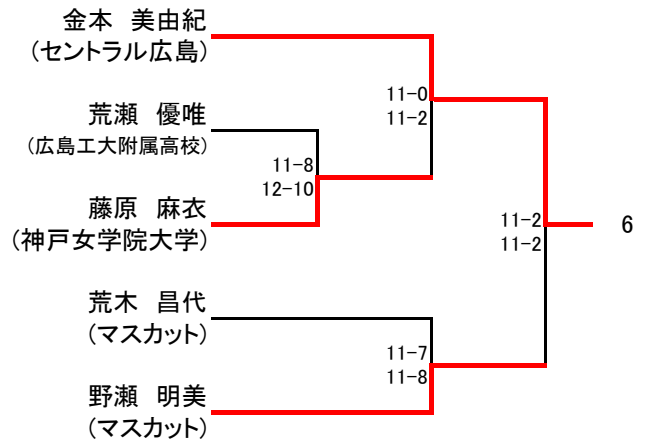 金本　美由紀
(セントラル広島)
11-0
11-2
荒瀬　優唯
(広島工大附属高校)
11-8
12-10
藤原　麻衣
(神戸女学院大学)
11-2
11-2
6
荒木　昌代
(マスカット)
11-7
11-8
野瀬　明美
(マスカット)